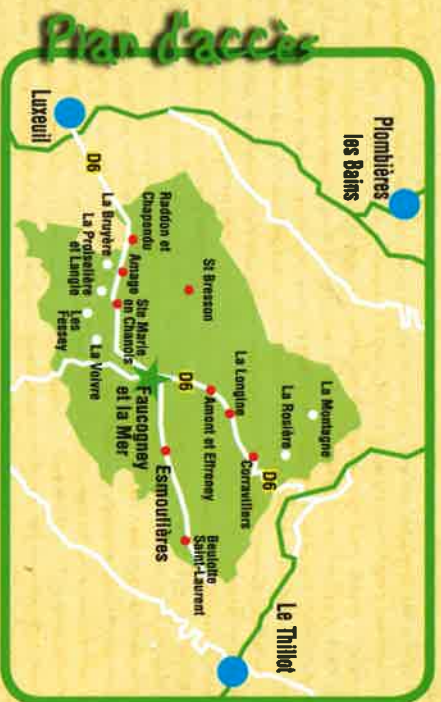 Plan d'accès
Plombières
les Bains
Luxeuil
D6
Raddon et
Chapendu
St Bresson
La Montagne
La Rosière
Corravillers
D6
La Longine
Amont et Effreney
D6
Amage
La Bruyère
La Proiselière
et Langle
Ste Marie
en Chanois
Les
Fessey
La Voivre
Faucogney
et la Mer
Esmoulières
Beulotte
Saint-Laurent
Le Thillot